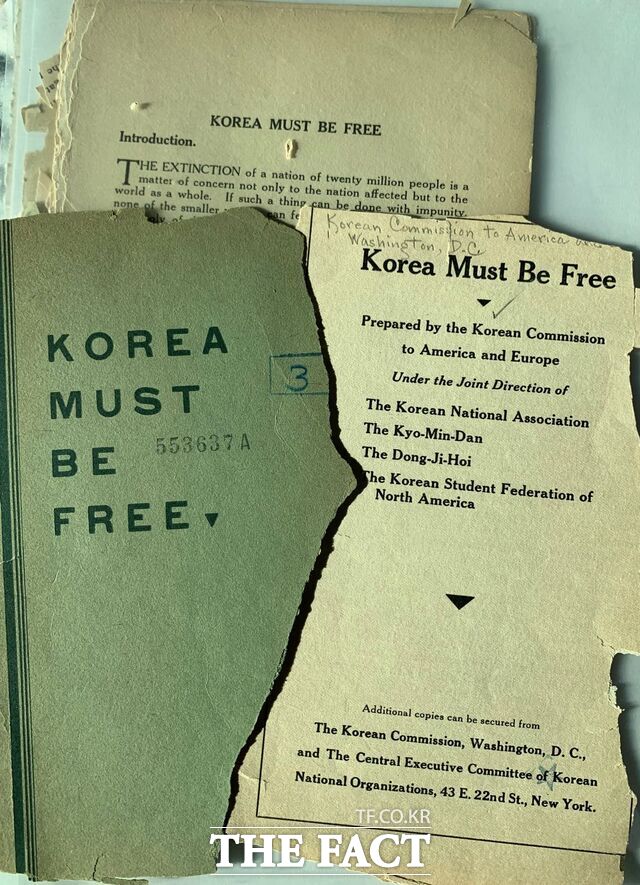 KOREA MUST BE FREE
Introduction.
THE EXTINCTION of a nation of twenty million people is a
matter of concern not only to the nation affected but to the
world as a whole. If such a thing can be done with impunity,
none of the smaller can fe
KOREA
MUST
BE
FREE
3
553637A
Korean Commission to America and
Washington, D.C.
Korea Must Be Free
Prepared by the Korean Commission
to America and Europe
Under the Joint Direction of
The Korean National Association
The Kyo-Min-Dan
The Dong-Ji-Hoi
The Korean Student Federation of
North America
Additional copies can be secured from
The Korean Commission, Washington, D. C.,
and The Central Executive Committee of Korean
National Organizations, 43 E. 22nd St., New York.
TF.CO.KR
THE FACT